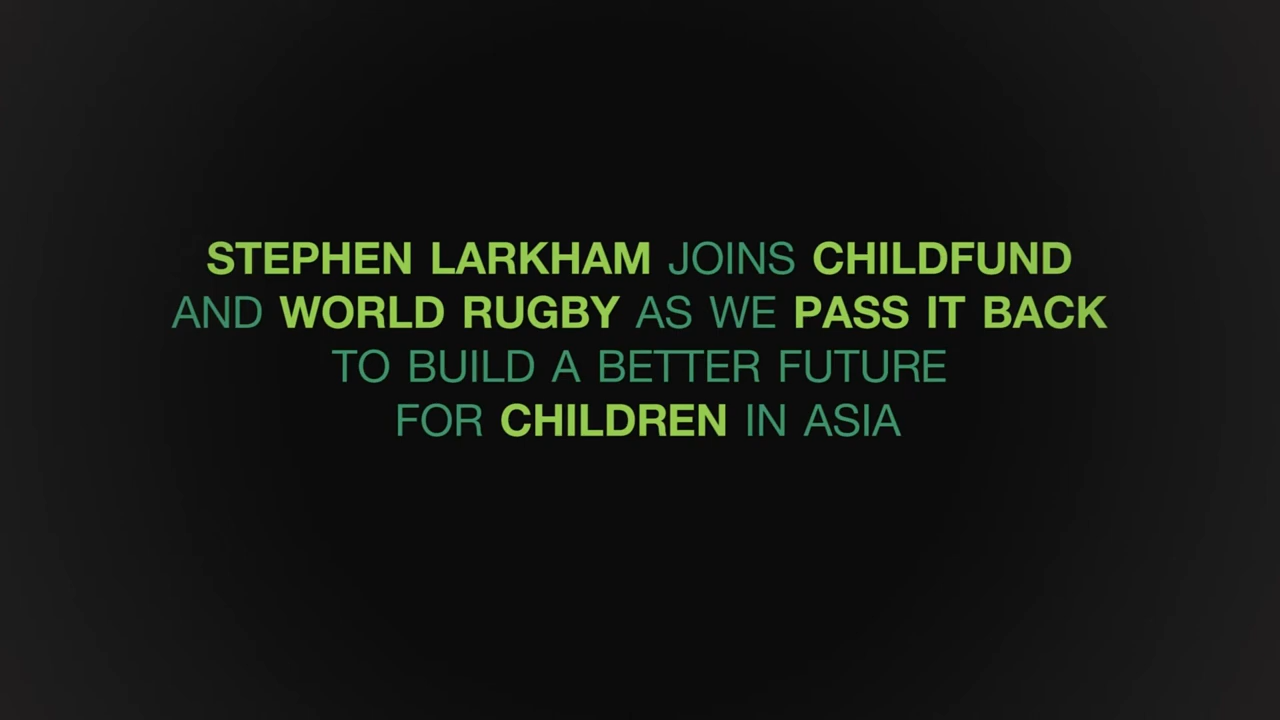 STEPHEN LARKHAM JOINS CHILDFUND
AND WORLD RUGBY AS WE PASS IT BACK
TO BUILD A BETTER FUTURE
FOR CHILDREN IN ASIA